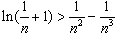 ln(1/n + 1) > 1/n² − 1/n³